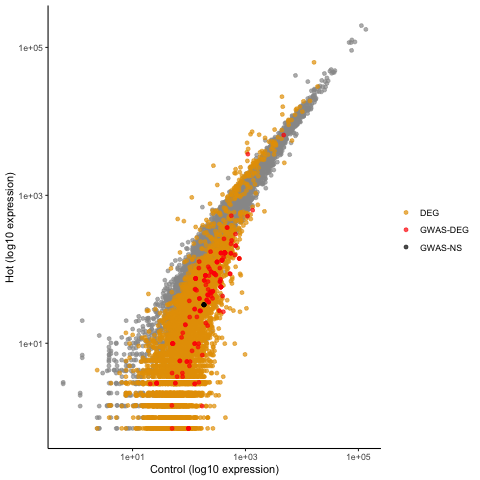 1e+05
1e+03
1e+01
Hot (log10 expression)
1e+01
1e+03
1e+05
Control (log10 expression)
DEG
GWAS-DEG
GWAS-NS